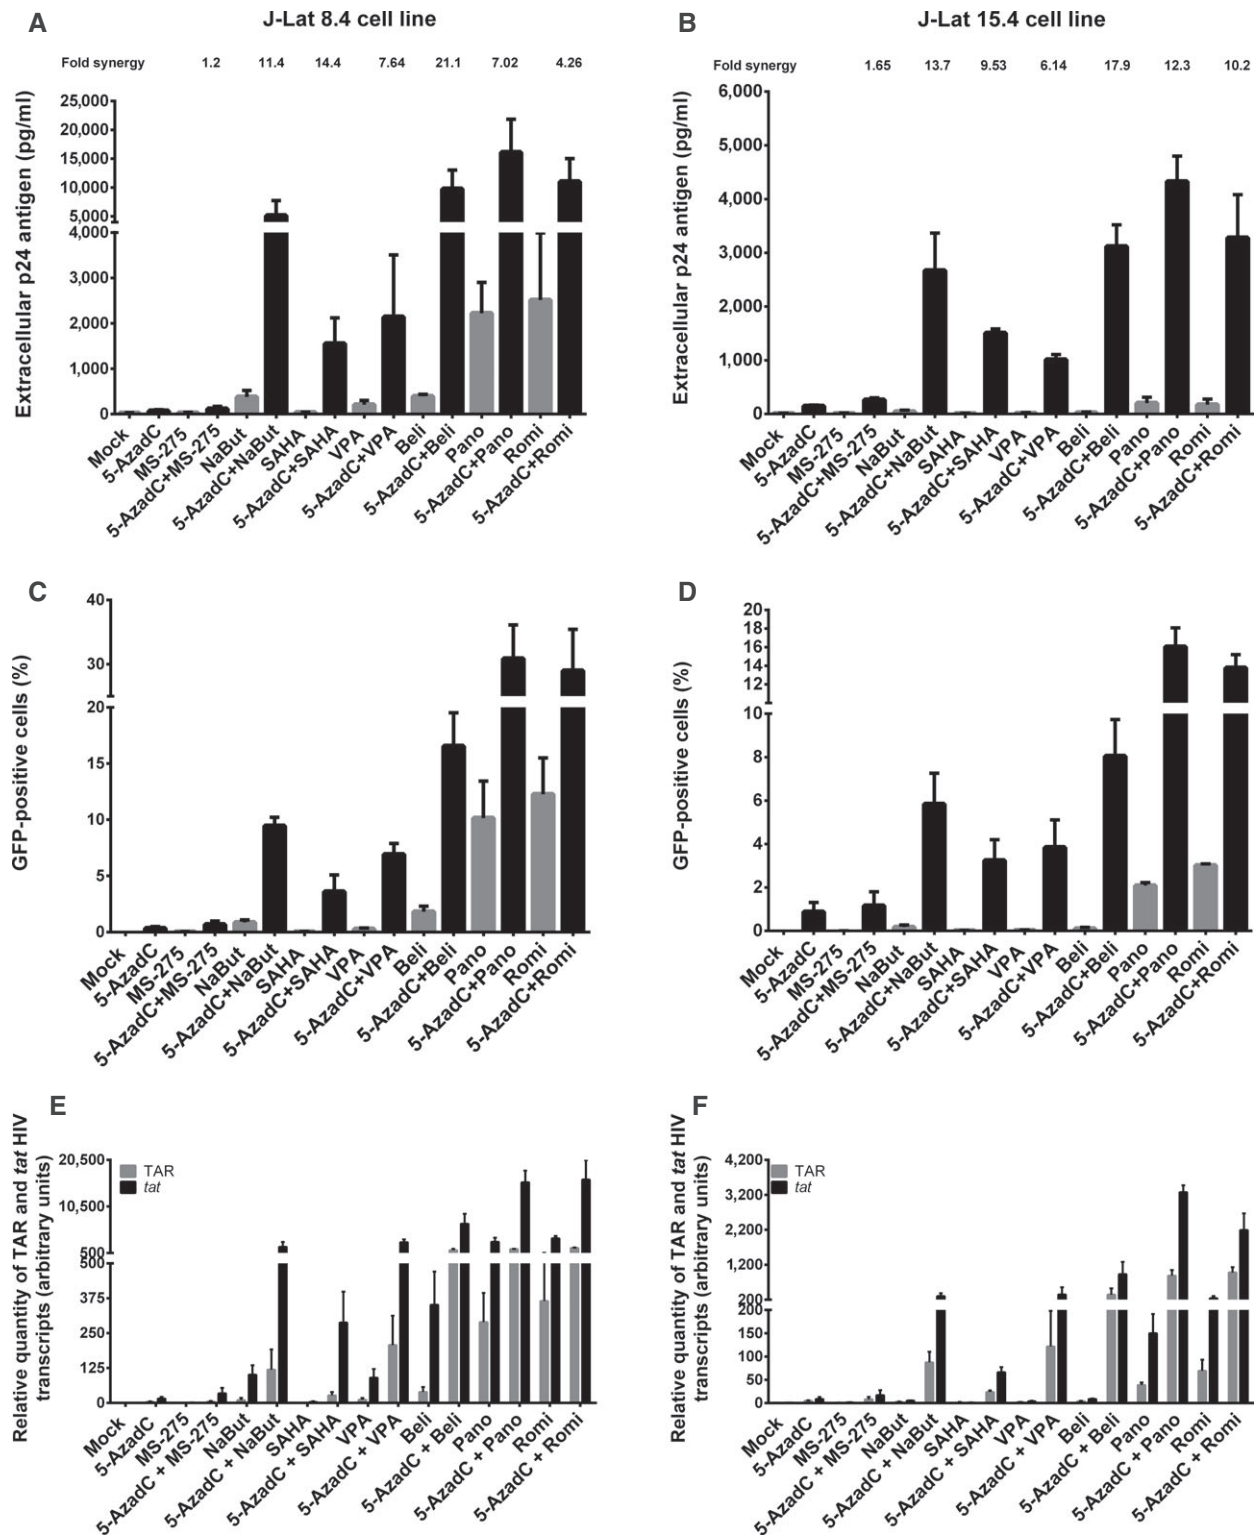 A
J-Lat 8.4 cell line
Fold synergy 1.2 11.4 14.4 7.64 21.1 7.02 4.26
Extracellular p24 antigen (pg/ml)
25,000
20,000
15,000
10,000
5,000
4,000
3,000
2,000
1,000
0
Mock
5-AzadC
MS-275
5-AzadC+MS-275
NaBut
5-AzadC+NaBut
SAHA
5-AzadC+SAHA
VPA
5-AzadC+VPA
Beli
5-AzadC+Beli
Pano
5-AzadC+Pano
Romi
5-AzadC+Romi
B
J-Lat 15.4 cell line
Fold synergy 1.65 13.7 9.53 6.14 17.9 12.3 10.2
Extracellular p24 antigen (pg/ml)
6,000
5,000
4,000
3,000
2,000
1,000
0
Mock
5-AzadC
MS-275
5-AzadC+MS-275
NaBut
5-AzadC+NaBut
SAHA
5-AzadC+SAHA
VPA
5-AzadC+VPA
Beli
5-AzadC+Beli
Pano
5-AzadC+Pano
Romi
5-AzadC+Romi
C
GFP-positive cells (%)
40
30
20
15
10
5
0
Mock
5-AzadC
MS-275
5-AzadC+MS-275
NaBut
5-AzadC+NaBut
SAHA
5-AzadC+SAHA
VPA
5-AzadC+VPA
Beli
5-AzadC+Beli
Pano
5-AzadC+Pano
Romi
5-AzadC+Romi
D
GFP-positive cells (%)
20
18
16
14
12
10
8
6
4
2
0
Mock
5-AzadC
MS-275
5-AzadC+MS-275
NaBut
5-AzadC+NaBut
SAHA
5-AzadC+SAHA
VPA
5-AzadC+VPA
Beli
5-AzadC+Beli
Pano
5-AzadC+Pano
Romi
5-AzadC+Romi
E
Relative quantity of TAR and tat HIV
transcripts (arbitrary units)
TAR
tat
20,500
10,500
500
500
375
250
125
0
Mock
5-AzadC
MS-275
5-AzadC + MS-275
NaBut
5-AzadC + NaBut
SAHA
5-AzadC + SAHA
VPA
5-AzadC + VPA
Beli
5-AzadC + Beli
Pano
5-AzadC + Pano
Romi
5-AzadC + Romi
F
Relative quantity of TAR and tat HIV
transcripts (arbitrary units)
TAR
tat
4,200
3,200
2,200
1,200
200
200
150
100
50
0
Mock
5-AzadC
MS-275
5-AzadC + MS-275
NaBut
5-AzadC + NaBut
SAHA
5-AzadC + SAHA
VPA
5-AzadC + VPA
Beli
5-AzadC + Beli
Pano
5-AzadC + Pano
Romi
5-AzadC + Romi